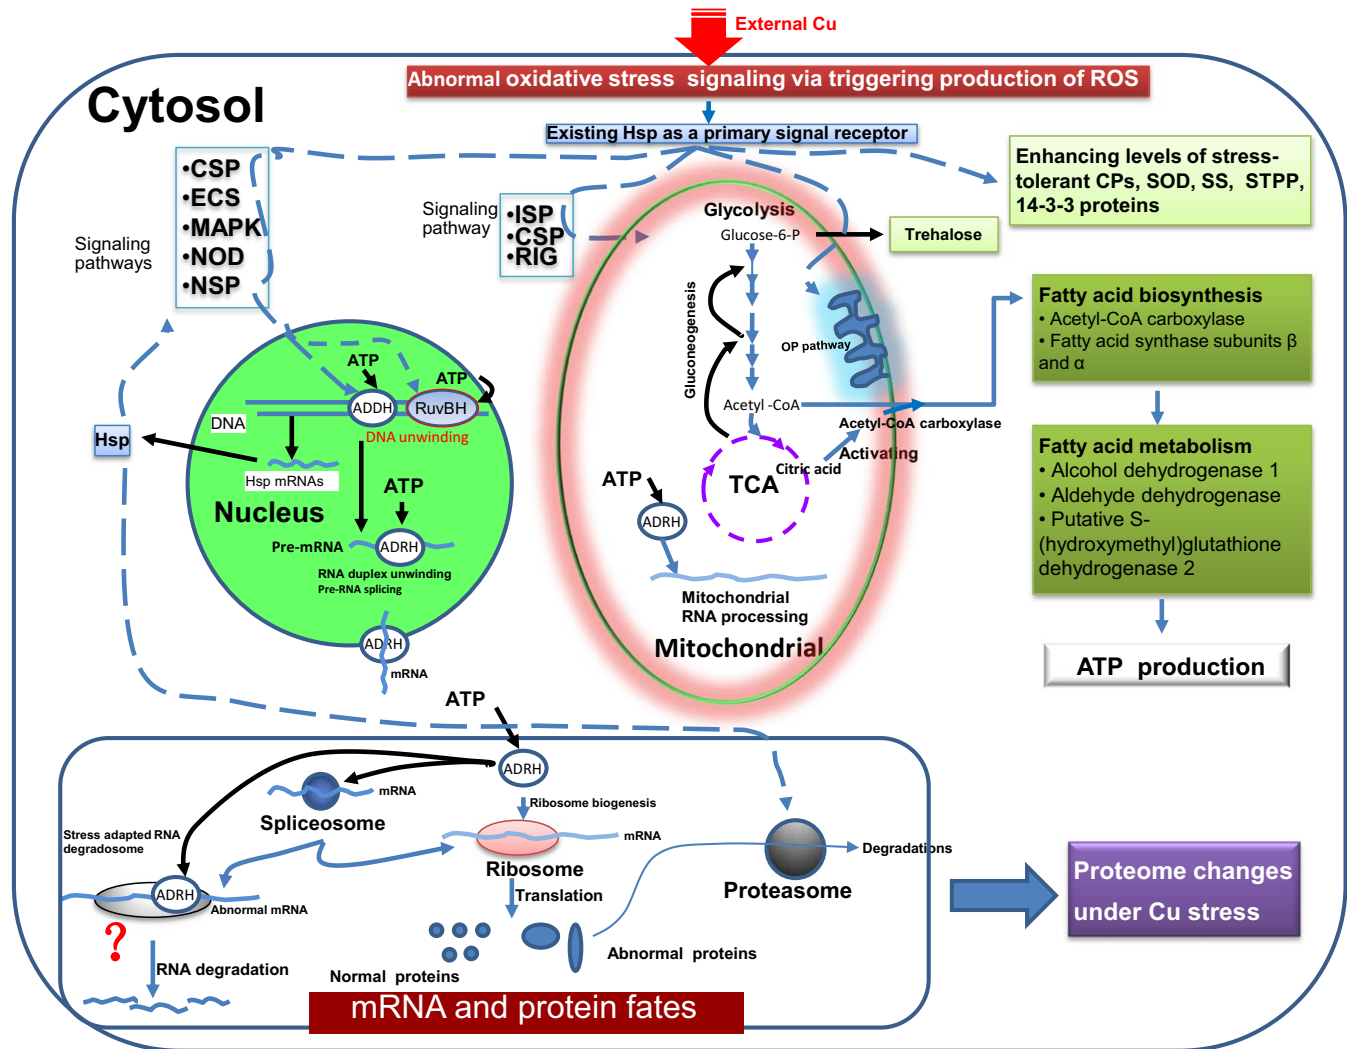 External Cu
Abnormal oxidative stress signaling via triggering production of ROS
Cytosol
Existing Hsp as a primary signal receptor
•CSP
•ECS
•MAPK
•NOD
•NSP
Signaling
pathways
Signaling
pathway
•ISP
•CSP
•RIG
Enhancing levels of stress-
tolerant CPs, SOD, SS, STPP,
14-3-3 proteins
Glycolysis
Glucose-6-P
Trehalose
Gluconeogenesis
OP pathway
Fatty acid biosynthesis
• Acetyl-CoA carboxylase
• Fatty acid synthase subunits β
and α
Acetyl -CoA
Acetyl-CoA carboxylase
Activating
Citric acid
TCA
Fatty acid metabolism
• Alcohol dehydrogenase 1
• Aldehyde dehydrogenase
• Putative S-
(hydroxymethyl)glutathione
dehydrogenase 2
ATP production
ATP
ATP
ADDH
RuvBH
DNA
DNA unwinding
Hsp
Hsp mRNAs
ATP
Nucleus
Pre-mRNA
ADRH
RNA duplex unwinding
Pre-RNA splicing
ADRH
mRNA
ATP
ADRH
Mitochondrial
RNA processing
Mitochondrial
ATP
ADRH
mRNA
Spliceosome
Ribosome biogenesis
mRNA
Ribosome
Translation
Stress adapted RNA
degradosome
ADRH
Abnormal mRNA
?
RNA degradation
Proteasome
Degradations
Normal proteins
Abnormal proteins
mRNA and protein fates
Proteome changes
under Cu stress